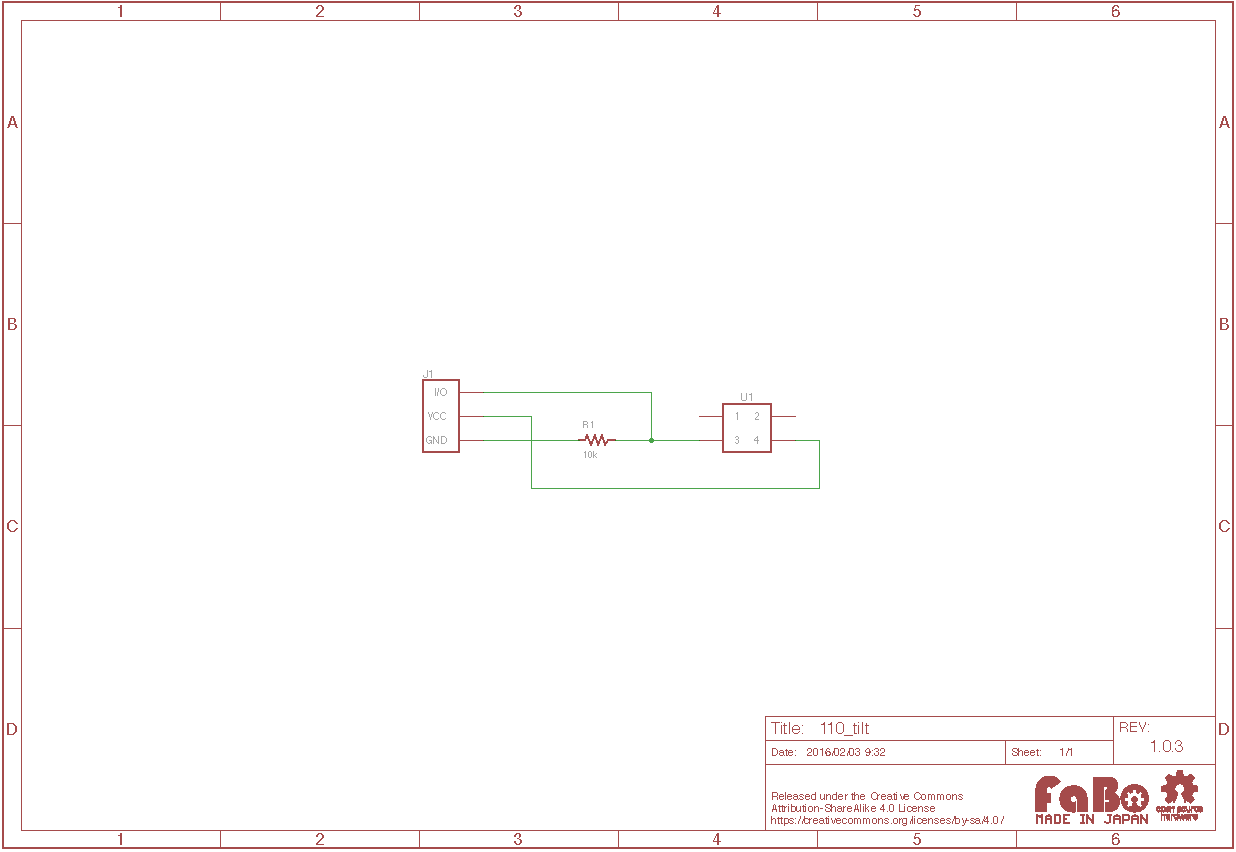 1 2 3 4 5 6
A A
J1
I/O
VCC
GND
R1
10k
U1
1 2
3 4
B B
C C
D D
Title: 110_tilt
REV:
1.0.3
Date: 2016/02/03 9:32
Sheet: 1/1
Released under the Creative Commons
Attribution-ShareAlike 4.0 License
https://creativecommons.org/licenses/by-sa/4.0/
FaBo
MADE IN JAPAN
open source
hardware
1 2 3 4 5 6